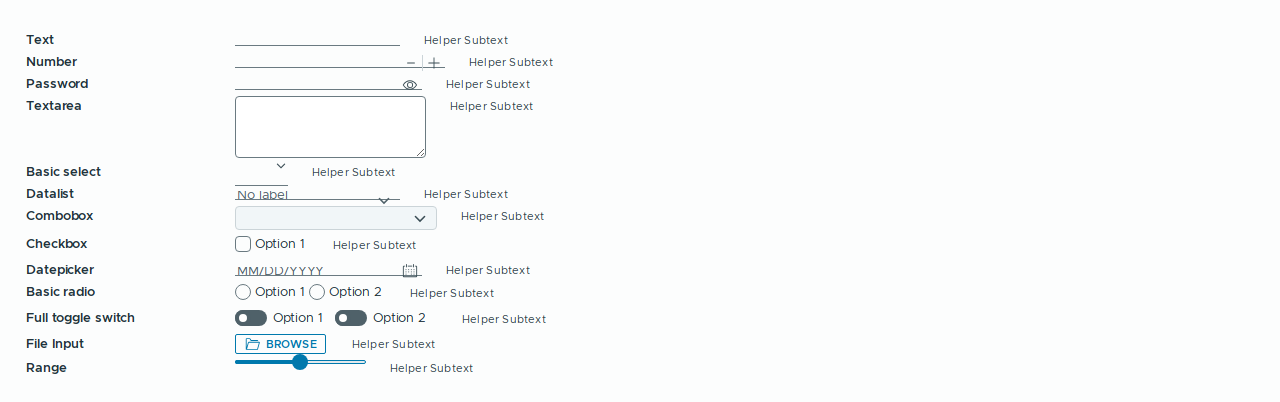 Text Helper Subtext
Number Helper Subtext
Password Helper Subtext
Textarea Helper Subtext
Basic select Helper Subtext
Datalist No label Helper Subtext
Combobox Helper Subtext
Checkbox Option 1 Helper Subtext
Datepicker MM/DD/YYYY Helper Subtext
Basic radio Option 1 Option 2 Helper Subtext
Full toggle switch Option 1 Option 2 Helper Subtext
File Input BROWSE Helper Subtext
Range Helper Subtext